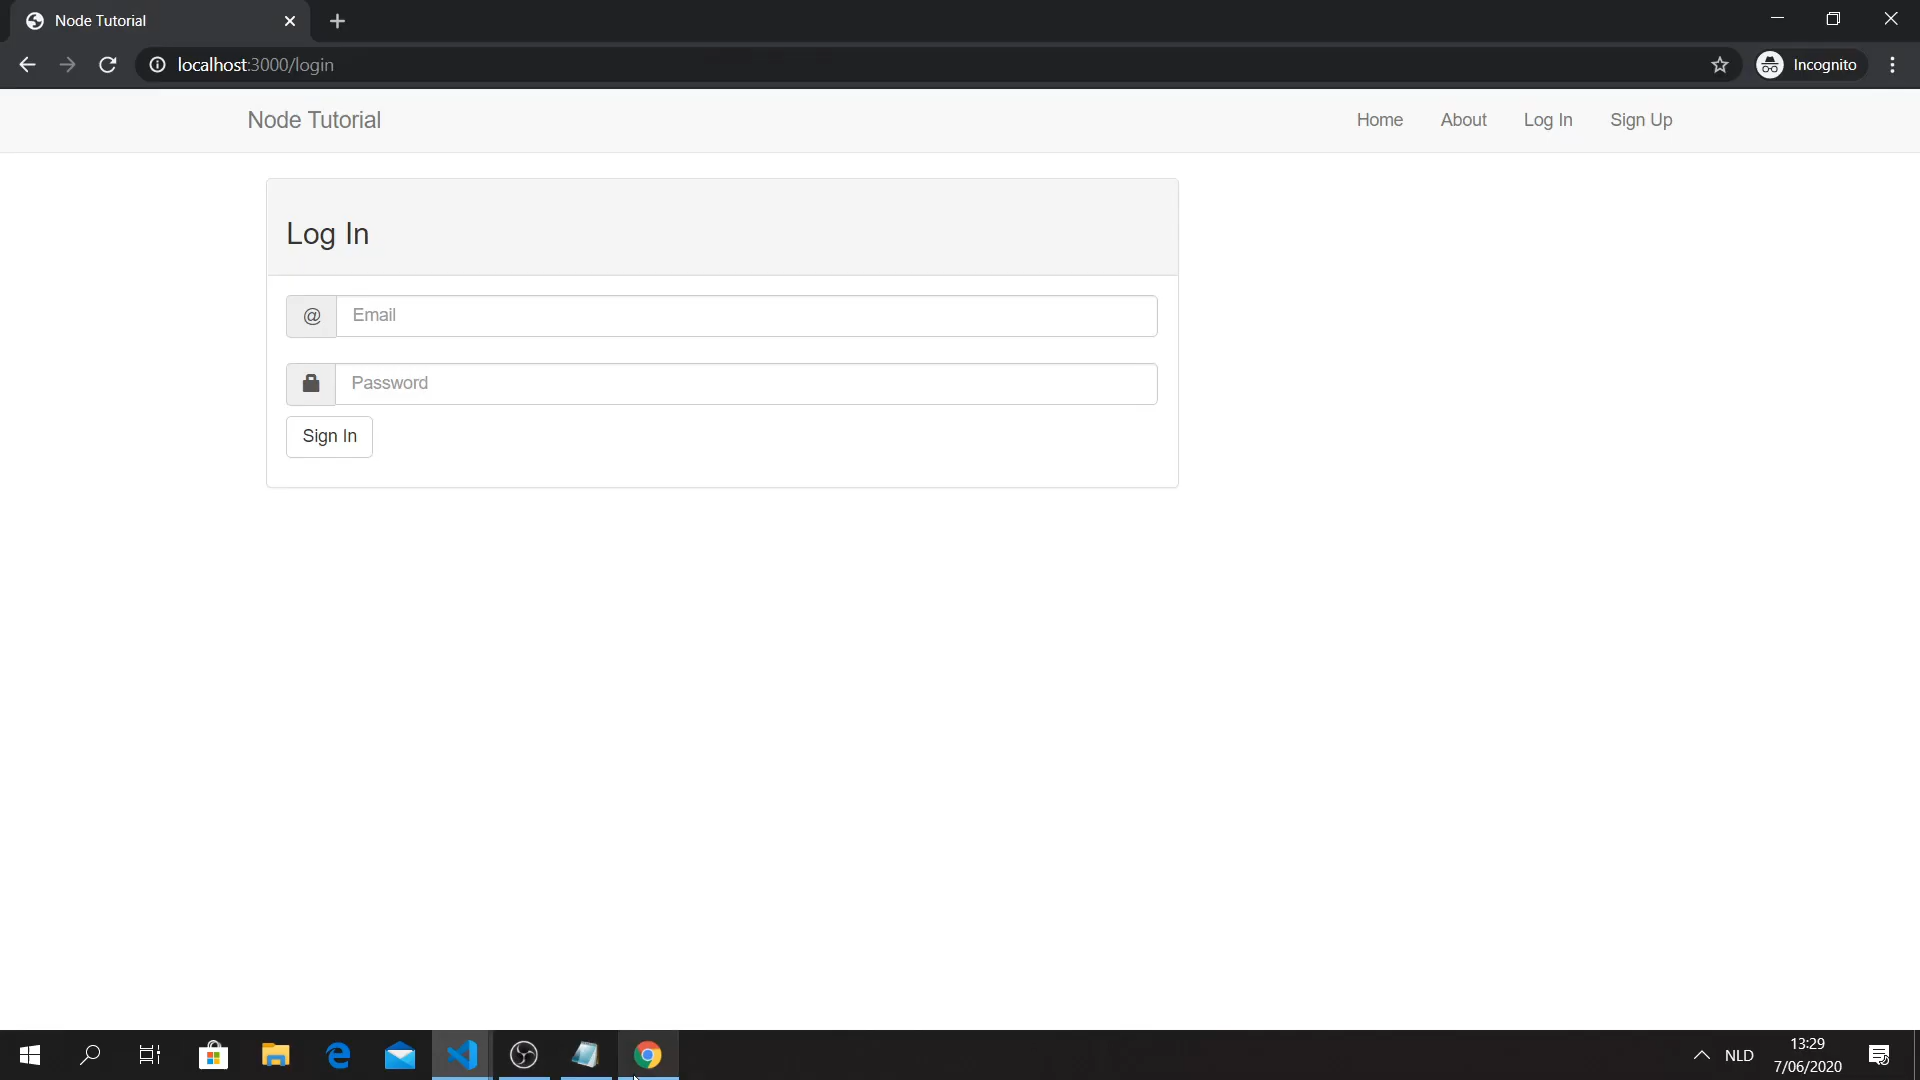 Node Tutorial
localhost:3000/login
Incognito
Node Tutorial
Home About Log In Sign Up
Log In
@ Email
Password
Sign In
NLD
13:29
7/06/2020